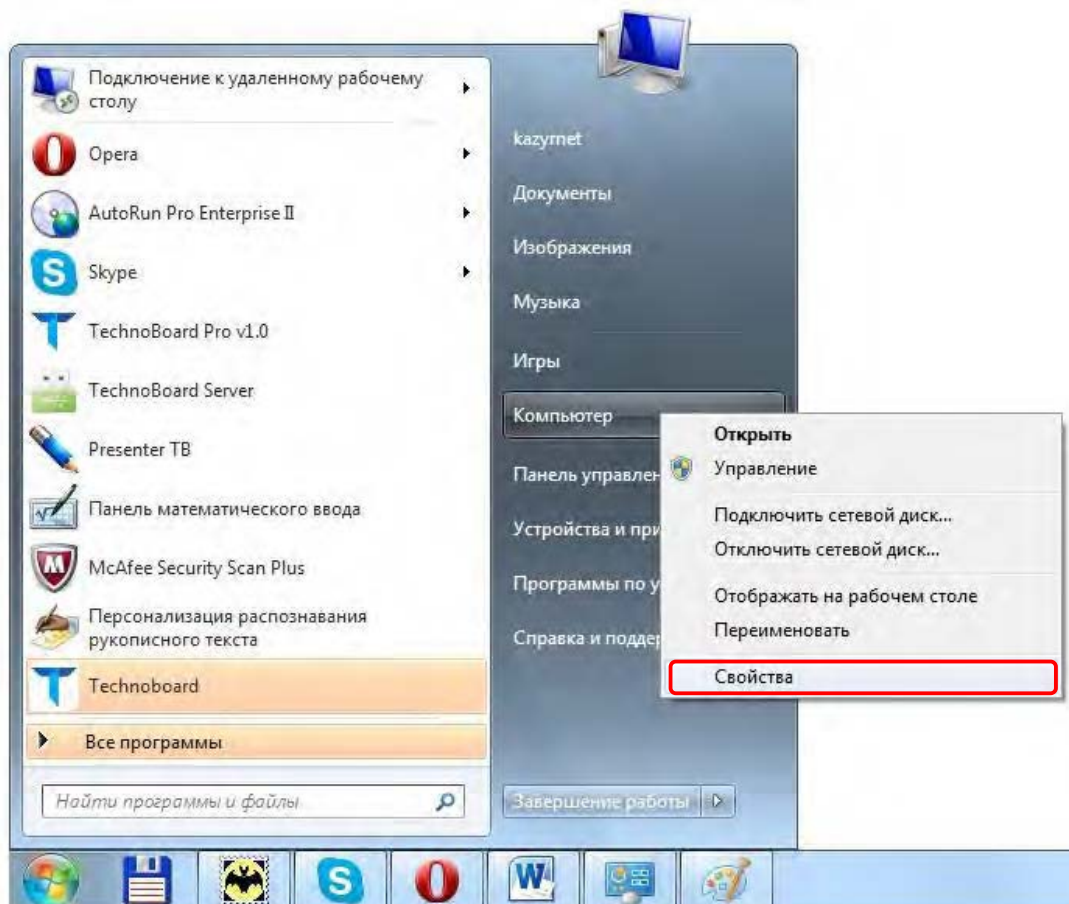 Подключение к удаленному рабочему
столу
Opera
AutoRun Pro Enterprise II
Skype
TechnoBoard Pro v1.0
TechnoBoard Server
Presenter TB
Панель математического ввода
McAfee Security Scan Plus
Персонализация распознавания
рукописного текста
Technoboard
Все программы
Найти программы и файлы
kazyrnet
Документы
Изображения
Музыка
Игры
Компьютер
Панель управлен
Устройства и при
Программы по у
Справка и поддер
Завершение работы
Открыть
Управление
Подключить сетевой диск...
Отключить сетевой диск...
Отображать на рабочем столе
Переименовать
Свойства